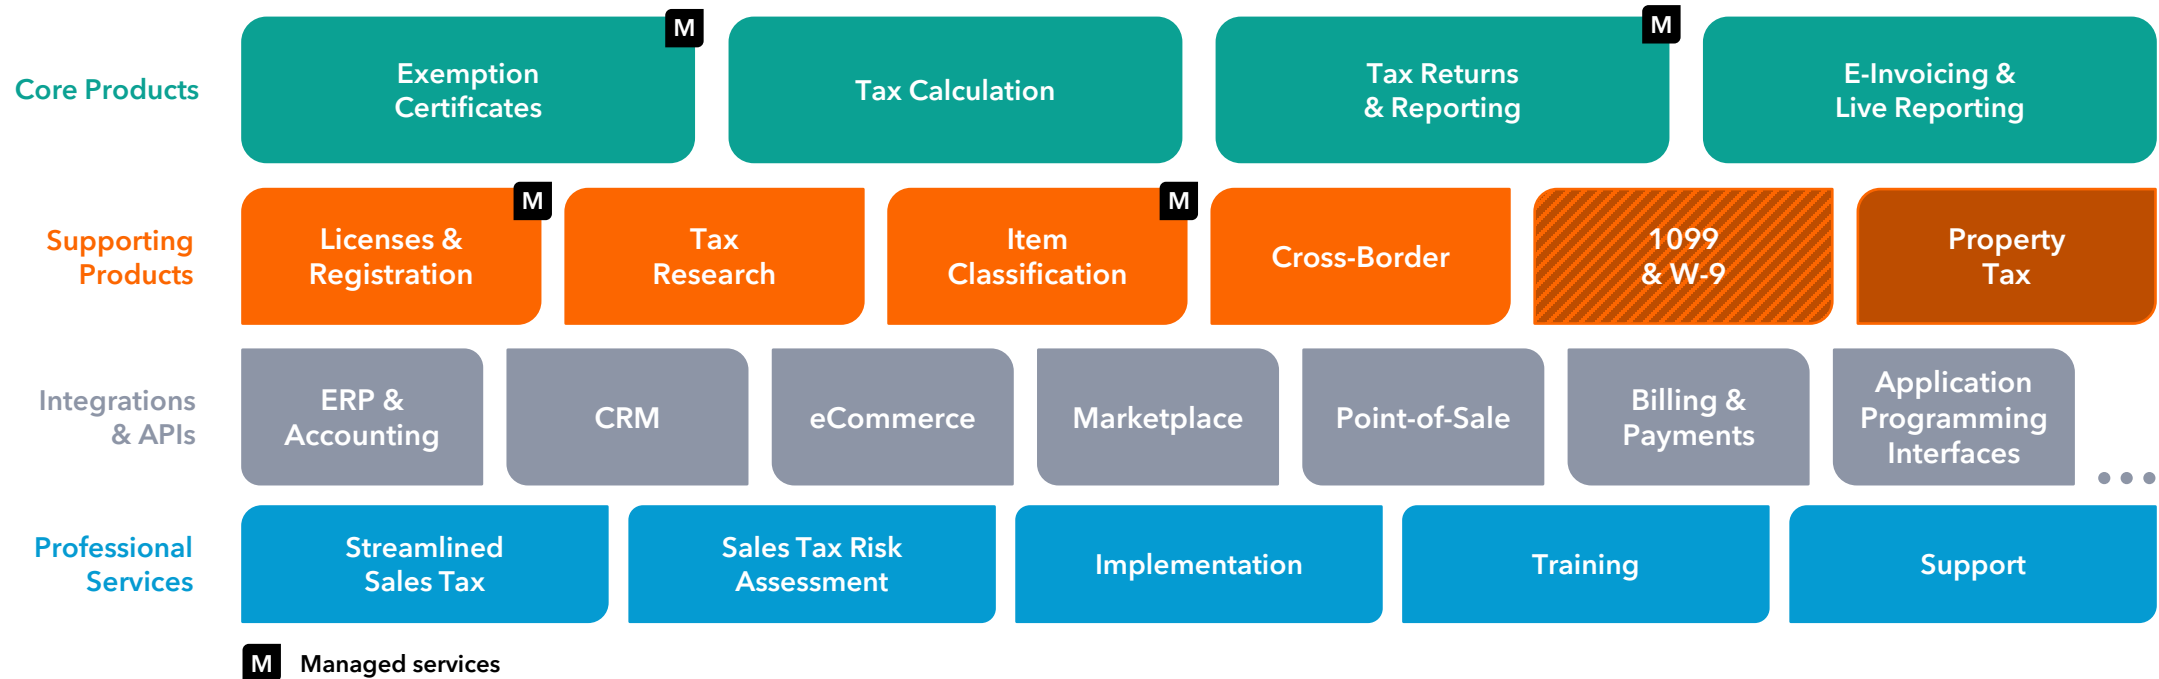 M
M
Core Products
Exemption
Certificates
Tax Calculation
Tax Returns
& Reporting
E-Invoicing &
Live Reporting
M
M
Supporting
Products
Licenses &
Registration
Tax
Research
Item
Classification
Cross-Border
1099
& W-9
Property
Tax
Integrations
& APIs
ERP &
Accounting
CRM
eCommerce
Marketplace
Point-of-Sale
Billing &
Payments
Application
Programming
Interfaces
Professional
Services
Streamlined
Sales Tax
Sales Tax Risk
Assessment
Implementation
Training
Support
M Managed services